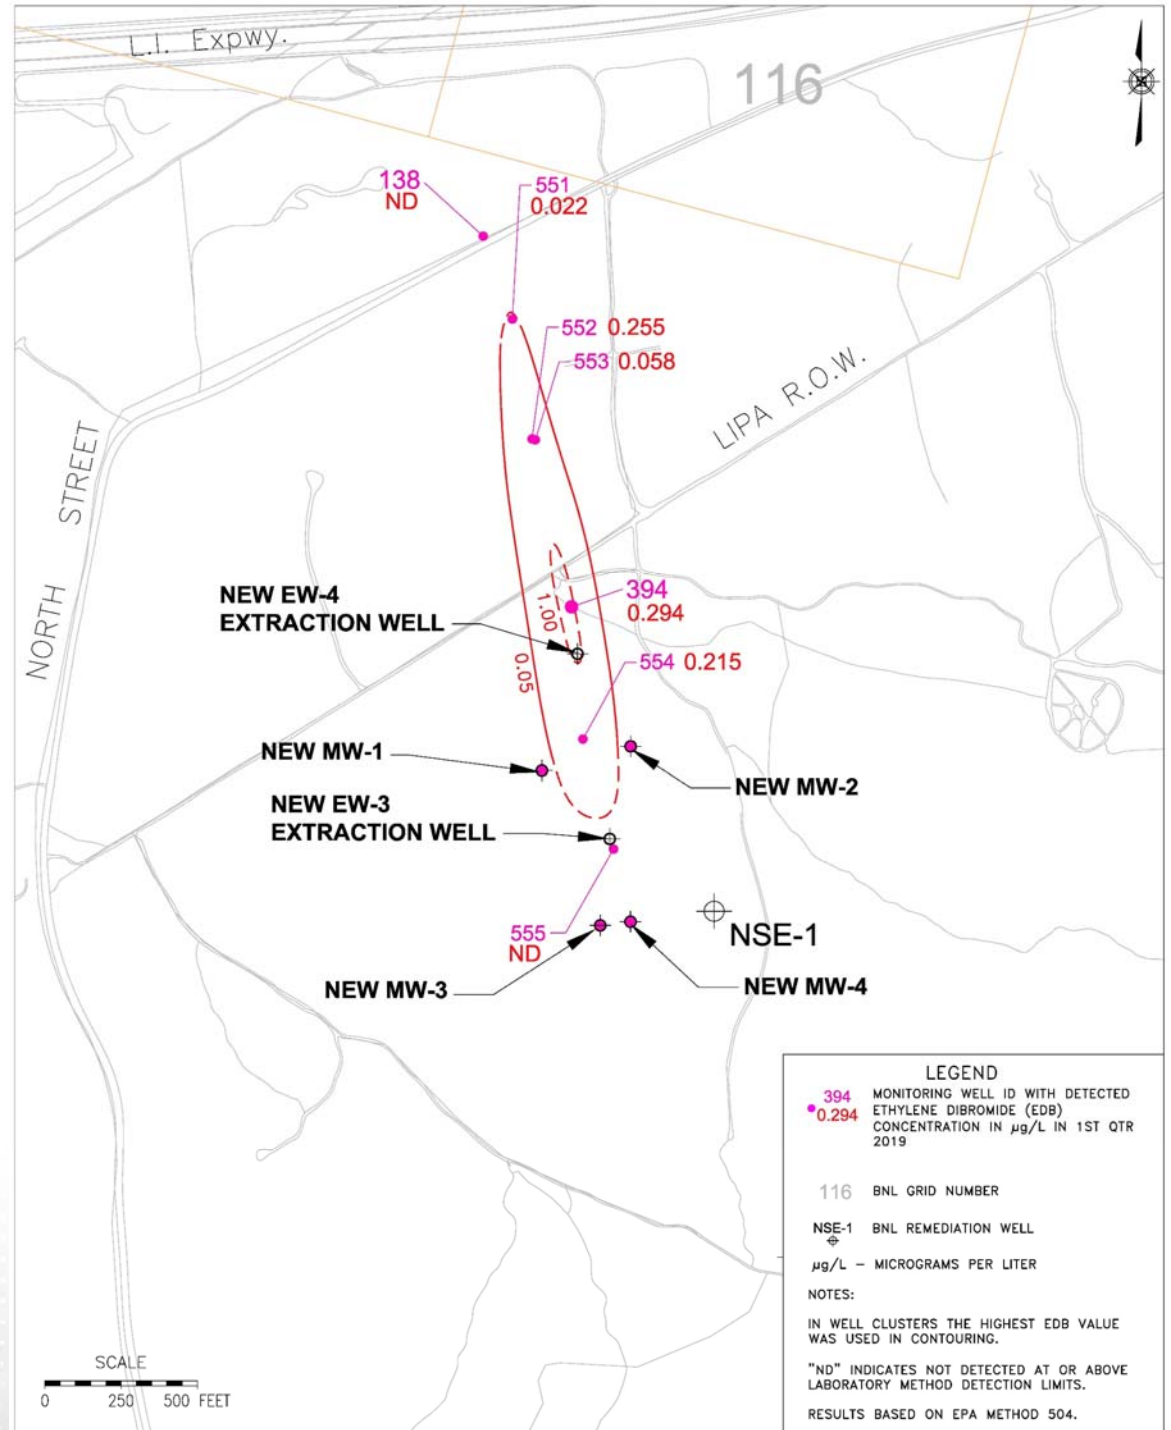 L.I. Expwy.
116
138
ND
551
0.022
552 0.255
553 0.058
LIPA R.O.W.
NORTH STREET
NEW EW-4
EXTRACTION WELL
1.00
394
0.294
0.05
554 0.215
NEW MW-1
NEW MW-2
NEW EW-3
EXTRACTION WELL
555
ND
NSE-1
NEW MW-3
NEW MW-4
LEGEND
394
0.294
MONITORING WELL ID WITH DETECTED
ETHYLENE DIBROMIDE (EDB)
CONCENTRATION IN µg/L IN 1ST QTR
2019
116 BNL GRID NUMBER
NSE-1 BNL REMEDIATION WELL
µg/L – MICROGRAMS PER LITER
NOTES:
IN WELL CLUSTERS THE HIGHEST EDB VALUE
WAS USED IN CONTOURING.
"ND" INDICATES NOT DETECTED AT OR ABOVE
LABORATORY METHOD DETECTION LIMITS.
RESULTS BASED ON EPA METHOD 504.
SCALE
0 250 500 FEET